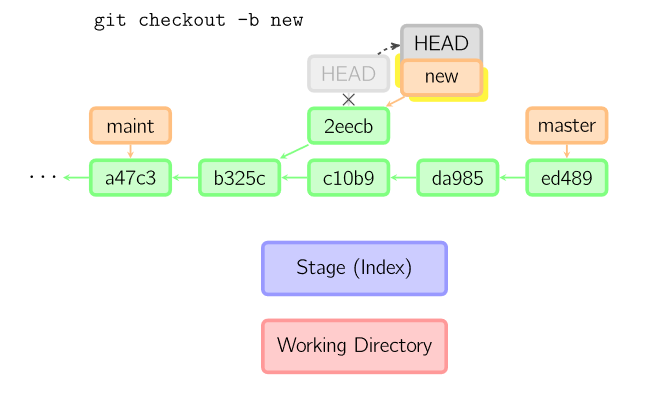 git checkout -b new
HEAD
HEAD
new
maint
2eecb
master
··· a47c3 b325c c10b9 da985 ed489
Stage (Index)
Working Directory